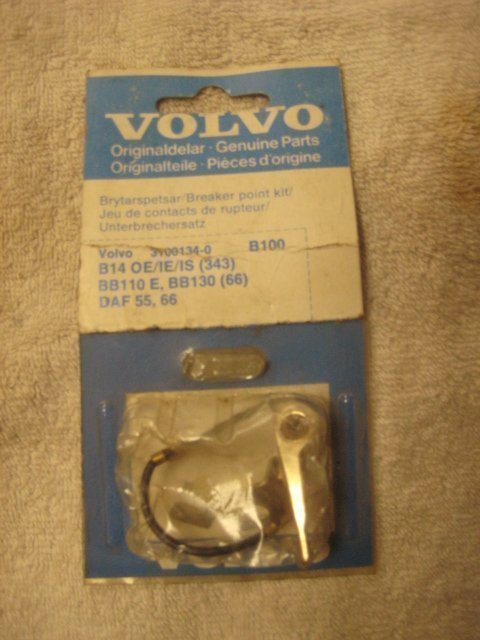 VOLVO
Originaldelar · Genuine Parts
Originalteile · Pièces d'origine
Brytarspetsar/Breaker point kit/
Jeu de contacts de rupteur/
Unterbrechersatz
Volvo 3100134-0 B100
B14 OE/IE/IS (343)
BB110 E, BB130 (66)
DAF 55, 66